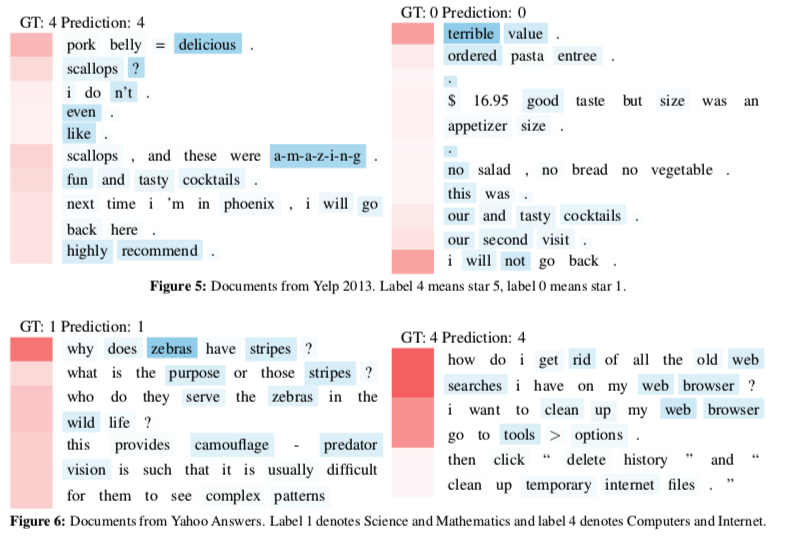 GT: 4 Prediction: 4
pork belly = delicious .
scallops ?
i do n't .
even .
like .
scallops , and these were a-m-a-z-i-n-g .
fun and tasty cocktails .
next time i 'm in phoenix , i will go
back here .
highly recommend .
GT: 0 Prediction: 0
terrible value .
ordered pasta entree .
.
$ 16.95 good taste but size was an
appetizer size .
.
no salad , no bread no vegetable .
this was .
our and tasty cocktails .
our second visit .
i will not go back .
Figure 5: Documents from Yelp 2013. Label 4 means star 5, label 0 means star 1.
GT: 1 Prediction: 1
why does zebras have stripes ?
what is the purpose or those stripes ?
who do they serve the zebras in the
wild life ?
this provides camouflage - predator
vision is such that it is usually difficult
for them to see complex patterns
GT: 4 Prediction: 4
how do i get rid of all the old web
searches i have on my web browser ?
i want to clean up my web browser
go to tools > options .
then click “ delete history ” and “
clean up temporary internet files . ”
Figure 6: Documents from Yahoo Answers. Label 1 denotes Science and Mathematics and label 4 denotes Computers and Internet.